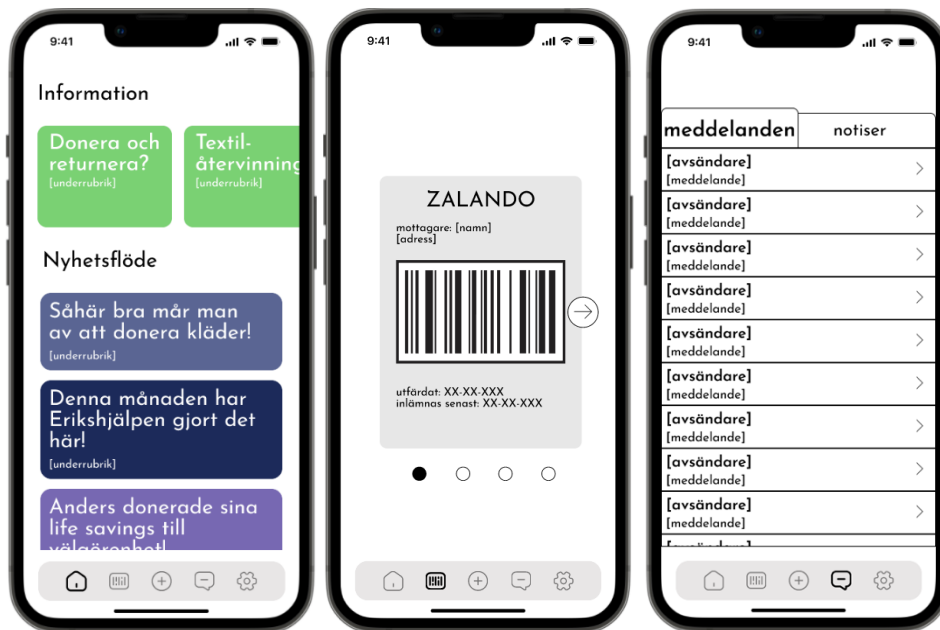 9:41
Information
Donera och
returnera?
[underrubrik]
Textil-
återvinning
[underrubrik]
Nyhetsflöde
Såhär bra mår man
av att donera kläder!
[underrubrik]
Denna månaden har
Erikshjälpen gjort det
här!
[underrubrik]
Anders donerade sina
life savings till
välgörenhet!
9:41
ZALANDO
mottagare: [namn]
[adress]
utfärdat: XX-XX-XXX
inlämnas senast: XX-XX-XXX
9:41
meddelanden
notiser
[avsändare]
[meddelande]
[avsändare]
[meddelande]
[avsändare]
[meddelande]
[avsändare]
[meddelande]
[avsändare]
[meddelande]
[avsändare]
[meddelande]
[avsändare]
[meddelande]
[avsändare]
[meddelande]
[avsändare]
[meddelande]